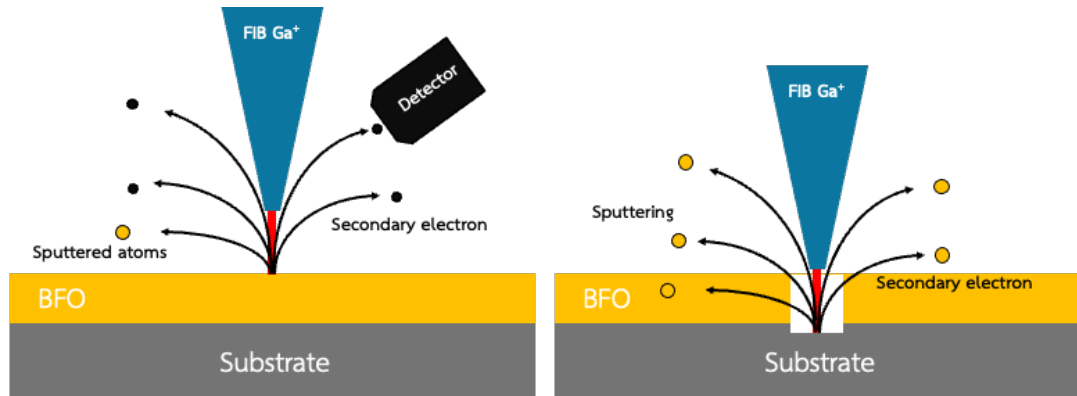 FIB Ga⁺
Detector
Secondary electron
Sputtered atoms
BFO
Substrate
FIB Ga⁺
Sputtering
Secondary electron
BFO
Substrate